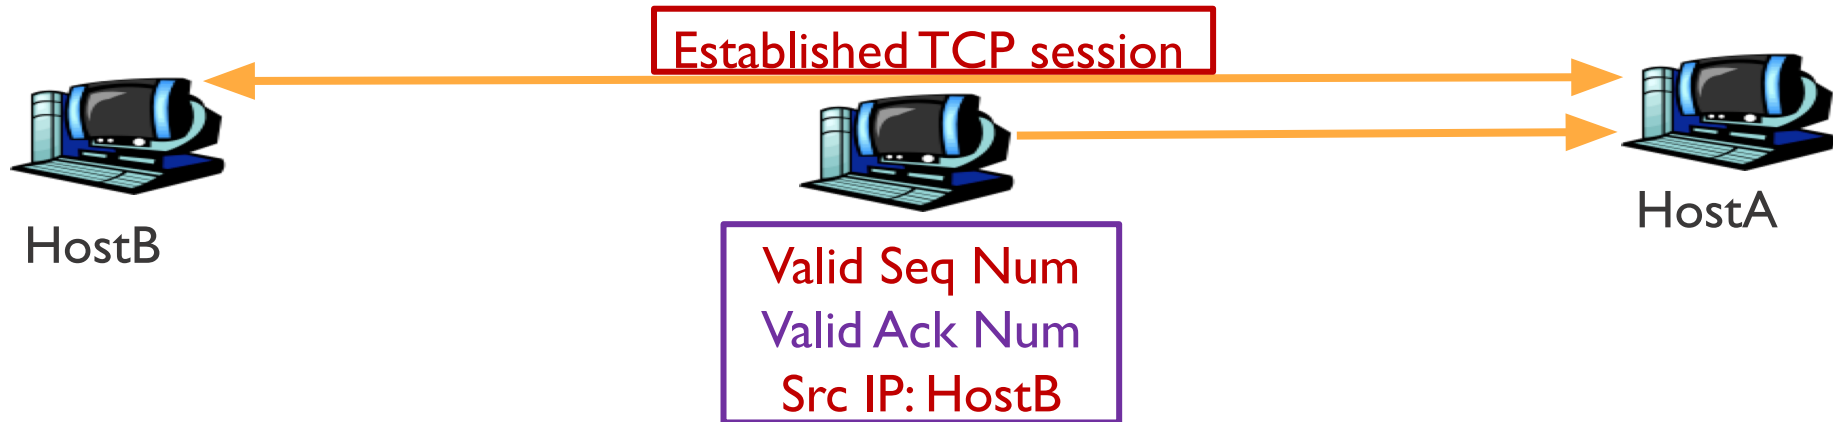 Established TCP session
HostB
HostA
Valid Seq Num
Valid Ack Num
Src IP: HostB